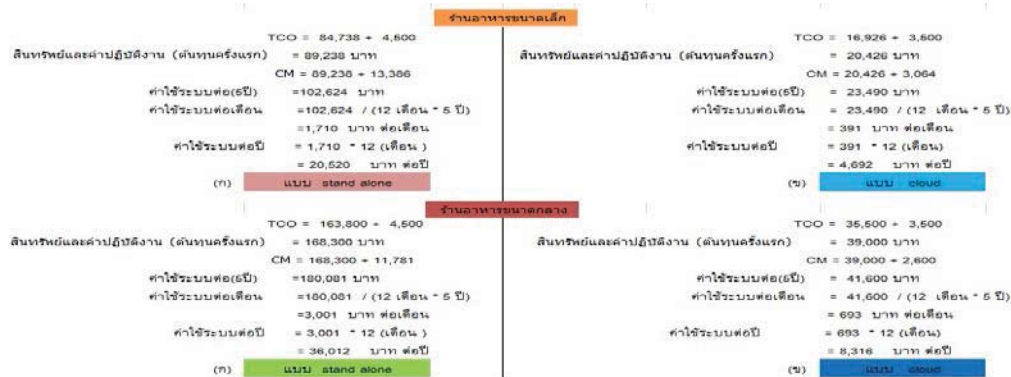 ร้านอาหารขนาดเล็ก
TCO = 84,738 + 4,500
สินทรัพย์และค่าปฏิบัติงาน (ต้นทุนครั้งแรก) = 89,238 บาท
CM = 89,238 + 13,386
ค่าใช้ระบบต่อ(5ปี) =102,624 บาท
ค่าใช้ระบบต่อเดือน =102,624 / (12 เดือน * 5 ปี)
=1,710 บาท ต่อเดือน
ค่าใช้ระบบต่อปี = 1,710 * 12 (เดือน )
= 20,520 บาท ต่อปี
(ก) แบบ stand alone
TCO = 16,926 + 3,500
สินทรัพย์และค่าปฏิบัติงาน (ต้นทุนครั้งแรก) = 20,426 บาท
CM = 20,426 + 3,064
ค่าใช้ระบบต่อ(5ปี) = 23,490 บาท
ค่าใช้ระบบต่อเดือน = 23,490 / (12 เดือน * 5 ปี)
= 391 บาท ต่อเดือน
ค่าใช้ระบบต่อปี = 391 * 12 (เดือน)
= 4,692 บาท ต่อปี
(ข) แบบ cloud
ร้านอาหารขนาดกลาง
TCO = 163,800 + 4,500
สินทรัพย์และค่าปฏิบัติงาน (ต้นทุนครั้งแรก) = 168,300 บาท
CM = 168,300 + 11,781
ค่าใช้ระบบต่อ(5ปี) =180,081 บาท
ค่าใช้ระบบต่อเดือน =180,081 / (12 เดือน * 5 ปี)
=3,001 บาท ต่อเดือน
ค่าใช้ระบบต่อปี = 3,001 * 12 (เดือน )
= 36,012 บาท ต่อปี
(ก) แบบ stand alone
TCO = 35,500 + 3,500
สินทรัพย์และค่าปฏิบัติงาน (ต้นทุนครั้งแรก) = 39,000 บาท
CM = 39,000 + 2,600
ค่าใช้ระบบต่อ(5ปี) = 41,600 บาท
ค่าใช้ระบบต่อเดือน = 41,600 / (12 เดือน * 5 ปี)
= 693 บาท ต่อเดือน
ค่าใช้ระบบต่อปี = 693 * 12 (เดือน)
= 8,316 บาท ต่อปี
(ข) แบบ cloud